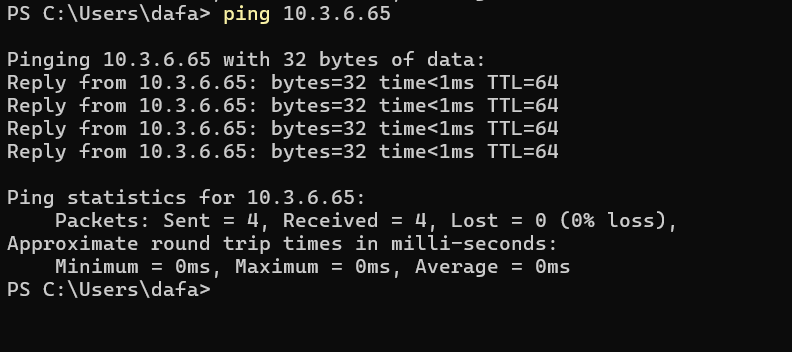 PS C:\Users\dafa> ping 10.3.6.65
Pinging 10.3.6.65 with 32 bytes of data:
Reply from 10.3.6.65: bytes=32 time<1ms TTL=64
Reply from 10.3.6.65: bytes=32 time<1ms TTL=64
Reply from 10.3.6.65: bytes=32 time<1ms TTL=64
Reply from 10.3.6.65: bytes=32 time<1ms TTL=64
Ping statistics for 10.3.6.65:
    Packets: Sent = 4, Received = 4, Lost = 0 (0% loss),
Approximate round trip times in milli-seconds:
    Minimum = 0ms, Maximum = 0ms, Average = 0ms
PS C:\Users\dafa>